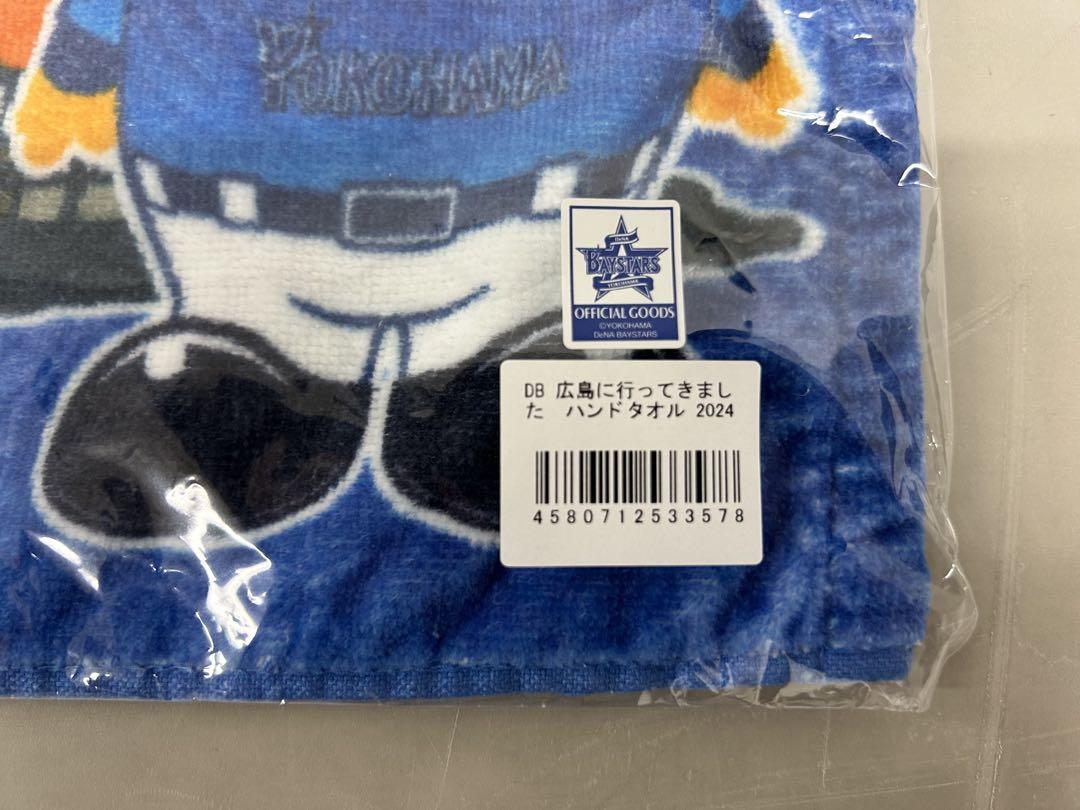 YOKOHAMA
DeNA
BAYSTARS
YOKOHAMA
OFFICIAL GOODS
©YOKOHAMA
DeNA BAYSTARS
DB 広島に行ってきまし
た ハンドタオル 2024
4580712533578